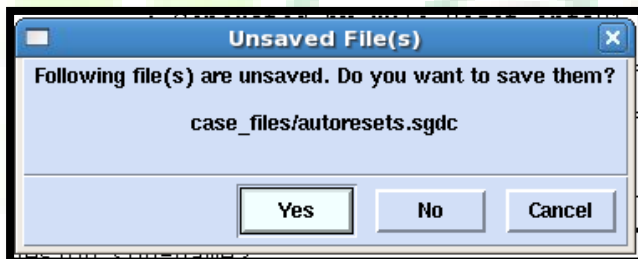 Unsaved File(s)
Following file(s) are unsaved. Do you want to save them?
case_files/autoresets.sgdc
Yes No Cancel